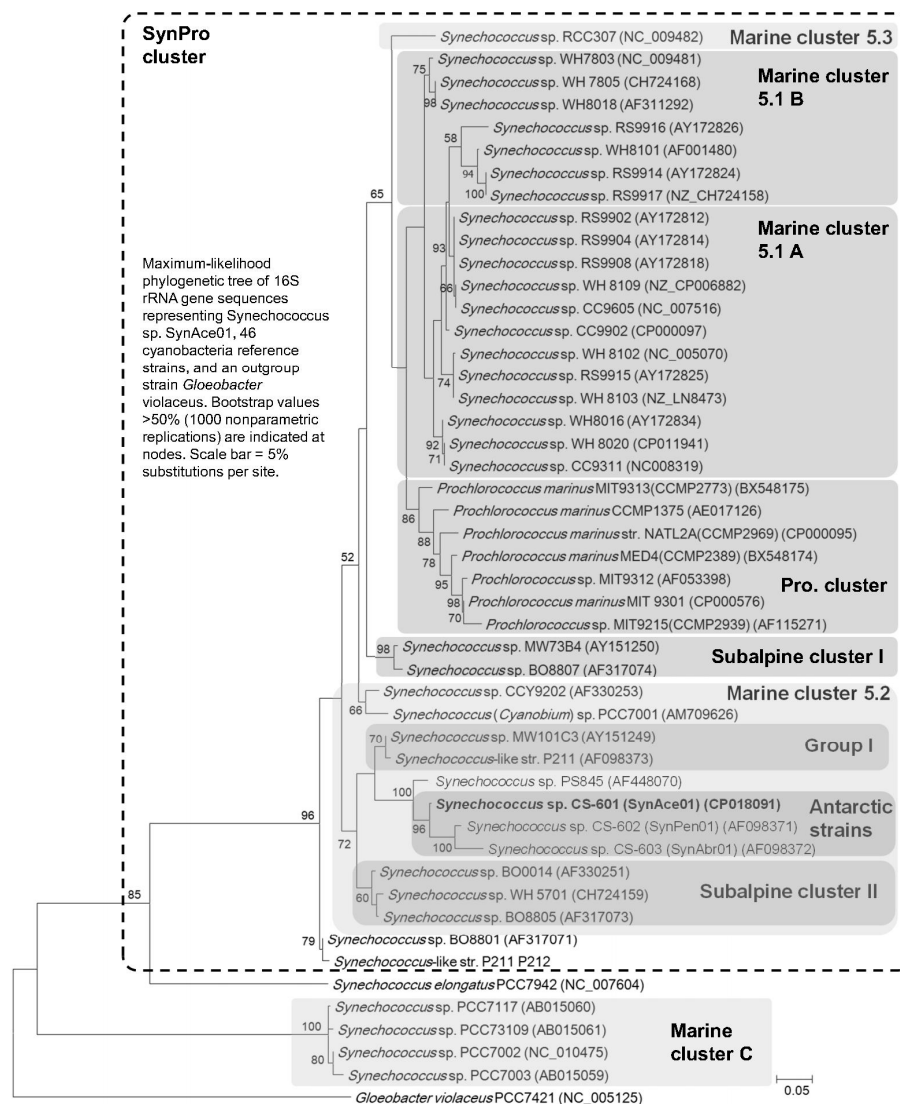 SynPro
cluster
Synechococcus sp. RCC307 (NC_009482)
Marine cluster 5.3
75
Synechococcus sp. WH7803 (NC_009481)
Marine cluster
5.1 B
Synechococcus sp. WH 7805 (CH724168)
98
Synechococcus sp. WH8018 (AF311292)
58
Synechococcus sp. RS9916 (AY172826)
Synechococcus sp. WH8101 (AF001480)
94
Synechococcus sp. RS9914 (AY172824)
100
Synechococcus sp. RS9917 (NZ_CH724158)
65
Synechococcus sp. RS9902 (AY172812)
Marine cluster
5.1 A
Synechococcus sp. RS9904 (AY172814)
93
Synechococcus sp. RS9908 (AY172818)
66
Synechococcus sp. WH 8109 (NZ_CP006882)
Synechococcus sp. CC9605 (NC_007516)
Synechococcus sp. CC9902 (CP000097)
Synechococcus sp. WH 8102 (NC_005070)
74
Synechococcus sp. RS9915 (AY172825)
Synechococcus sp. WH 8103 (NZ_LN8473)
Synechococcus sp. WH8016 (AY172834)
92
Synechococcus sp. WH 8020 (CP011941)
71
Synechococcus sp. CC9311 (NC008319)
Maximum-likelihood
phylogenetic tree of 16S
rRNA gene sequences
representing Synechococcus
sp. SynAce01, 46
cyanobacteria reference
strains, and an outgroup
strain Gloeobacter
violaceus. Bootstrap values
>50% (1000 nonparametric
replications) are indicated at
nodes. Scale bar = 5%
substitutions per site.
Prochlorococcus marinus MIT9313(CCMP2773) (BX548175)
86
Prochlorococcus marinus CCMP1375 (AE017126)
88
Prochlorococcus marinus str. NATL2A(CCMP2969) (CP000095)
78
Prochlorococcus marinus MED4(CCMP2389) (BX548174)
95
Prochlorococcus sp. MIT9312 (AF053398)
Pro. cluster
98
Prochlorococcus marinus MIT 9301 (CP000576)
70
Prochlorococcus sp. MIT9215(CCMP2939) (AF115271)
52
98
Synechococcus sp. MW73B4 (AY151250)
Subalpine cluster I
Synechococcus sp. BO8807 (AF317074)
Synechococcus sp. CCY9202 (AF330253)
Marine cluster 5.2
66
Synechococcus (Cyanobium) sp. PCC7001 (AM709626)
70
Synechococcus sp. MW101C3 (AY151249)
Group I
Synechococcus-like str. P211 (AF098373)
Synechococcus sp. PS845 (AF448070)
100
Synechococcus sp. CS-601 (SynAce01) (CP018091)
Antarctic
strains
96
Synechococcus sp. CS-602 (SynPen01) (AF098371)
100
Synechococcus sp. CS-603 (SynAbr01) (AF098372)
96
72
Synechococcus sp. BO0014 (AF330251)
Subalpine cluster II
60
Synechococcus sp. WH 5701 (CH724159)
Synechococcus sp. BO8805 (AF317073)
85
79
Synechococcus sp. BO8801 (AF317071)
Synechococcus-like str. P211 P212
Synechococcus elongatus PCC7942 (NC_007604)
Synechococcus sp. PCC7117 (AB015060)
100
Synechococcus sp. PCC73109 (AB015061)
Marine
cluster C
80
Synechococcus sp. PCC7002 (NC_010475)
Synechococcus sp. PCC7003 (AB015059)
Gloeobacter violaceus PCC7421 (NC_005125)
0.05